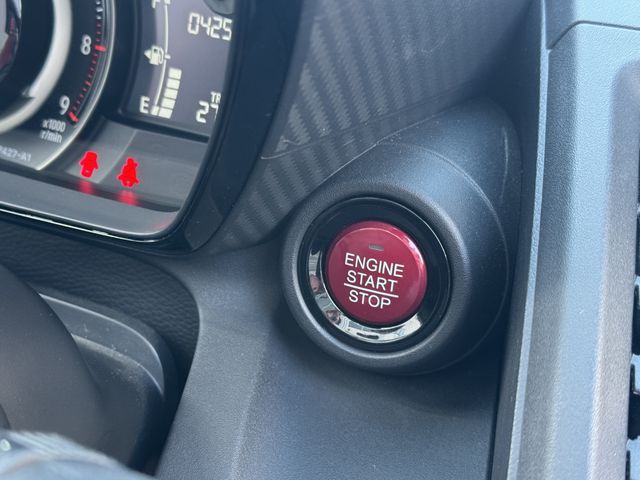 F
0425
8
E
9
x1000
r/min
ENGINE
START
STOP